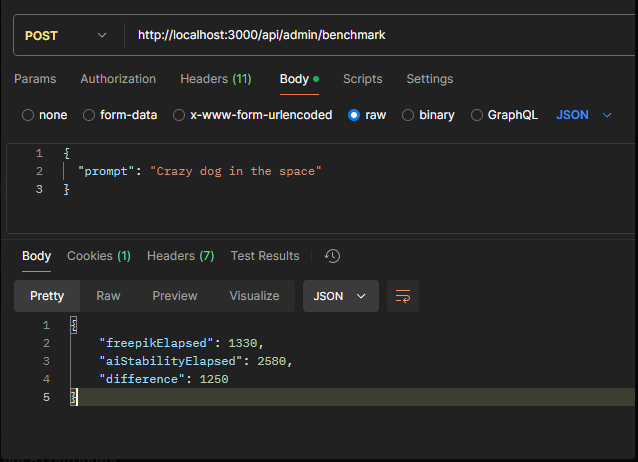 POST http://localhost:3000/api/admin/benchmark
Params Authorization Headers (11) Body Scripts Settings
none form-data x-www-form-urlencoded raw binary GraphQL JSON
1 {
2 "prompt": "Crazy dog in the space"
3 }
Body Cookies (1) Headers (7) Test Results
Pretty Raw Preview Visualize JSON
1 {
2 "freepikElapsed": 1330,
3 "aiStabilityElapsed": 2580,
4 "difference": 1250
5 }